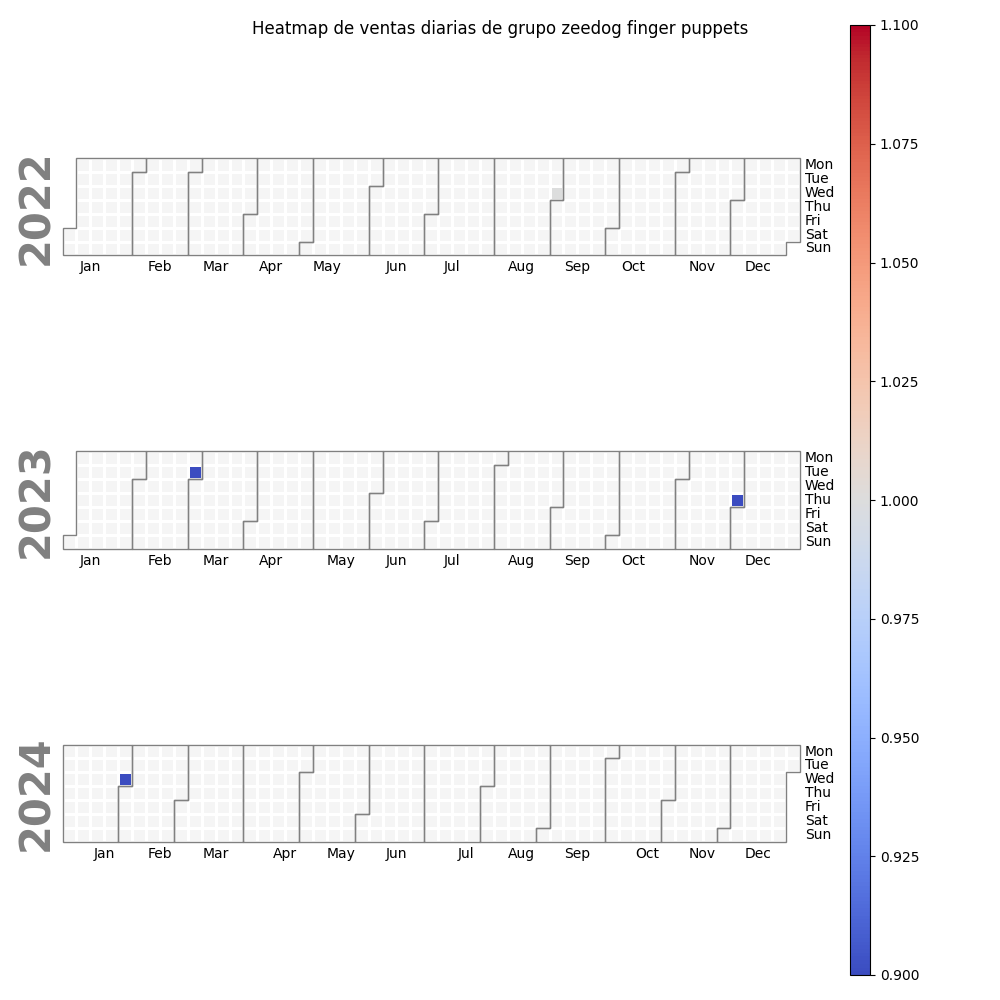 Heatmap de ventas diarias de grupo zeedog finger puppets
1.100
1.075
1.050
1.025
1.000
0.975
0.950
0.925
0.900
2022
Mon
Tue
Wed
Thu
Fri
Sat
Sun
Jan Feb Mar Apr May Jun Jul Aug Sep Oct Nov Dec
2023
Mon
Tue
Wed
Thu
Fri
Sat
Sun
Jan Feb Mar Apr May Jun Jul Aug Sep Oct Nov Dec
2024
Mon
Tue
Wed
Thu
Fri
Sat
Sun
Jan Feb Mar Apr May Jun Jul Aug Sep Oct Nov Dec